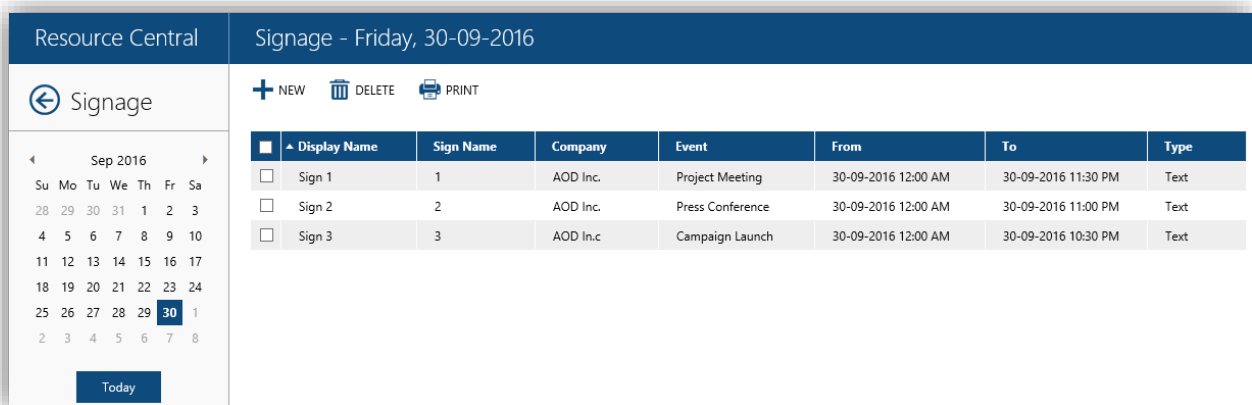 Resource Central
Signage - Friday, 30-09-2016
Signage
NEW DELETE PRINT
Sep 2016
Su Mo Tu We Th Fr Sa
28 29 30 31 1 2 3
4 5 6 7 8 9 10
11 12 13 14 15 16 17
18 19 20 21 22 23 24
25 26 27 28 29 30 1
2 3 4 5 6 7 8
Today
Display Name Sign Name Company Event From To Type
Sign 1 1 AOD Inc. Project Meeting 30-09-2016 12:00 AM 30-09-2016 11:30 PM Text
Sign 2 2 AOD Inc. Press Conference 30-09-2016 12:00 AM 30-09-2016 11:00 PM Text
Sign 3 3 AOD In.c Campaign Launch 30-09-2016 12:00 AM 30-09-2016 10:30 PM Text